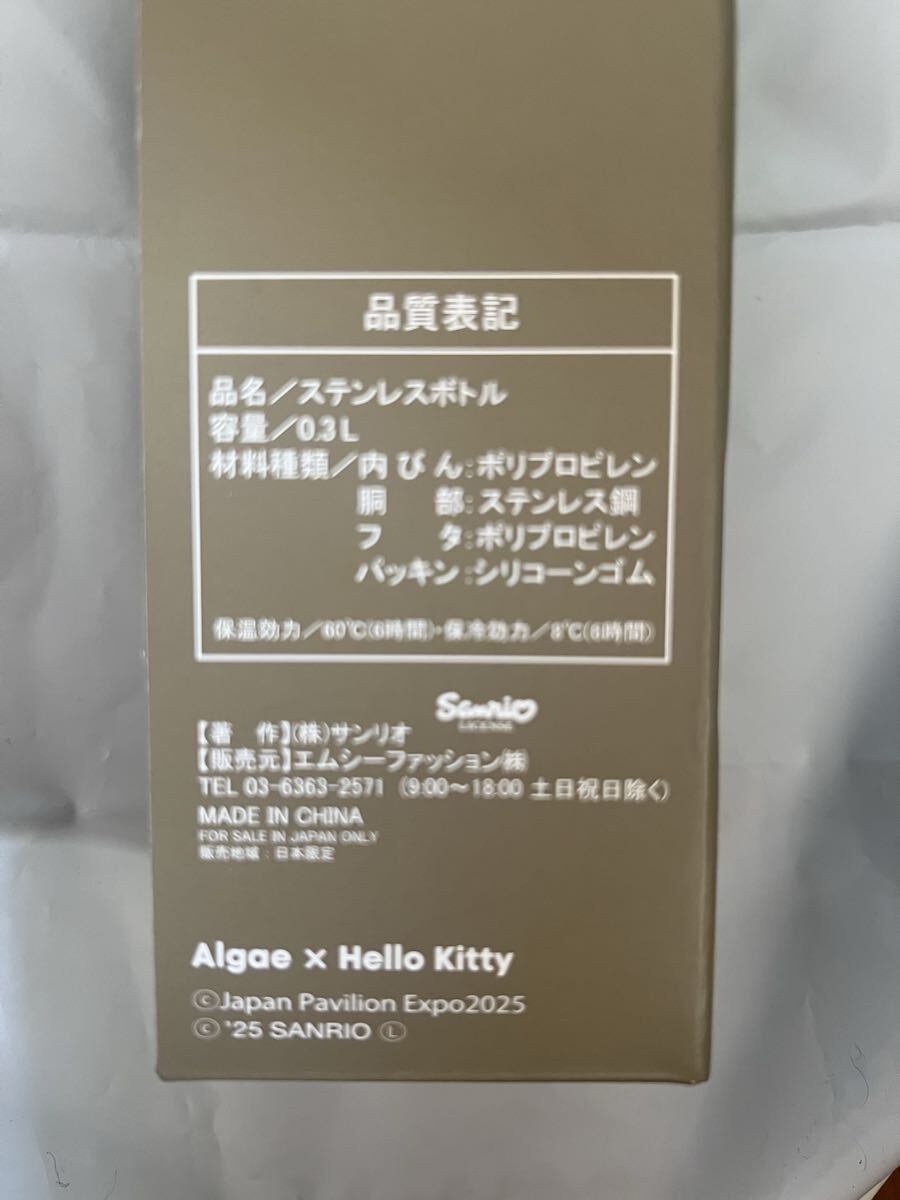 品質表記
品名／ステンレスボトル
容量／0.3L
材料種類／内びん:ポリプロピレン
胴 部:ステンレス鋼
フ タ:ポリプロピレン
パッキン:シリコーンゴム
保温効力／60℃(6時間)・保冷効力／8℃(6時間)
Sanrio
LICENSE
【著 作】(株)サンリオ
【販売元】エムシーファッション(株)
TEL 03-6363-2571 (9:00〜18:00 土日祝日除く)
MADE IN CHINA
FOR SALE IN JAPAN ONLY
販売地域：日本限定
Algae × Hello Kitty
©Japan Pavilion Expo2025
© '25 SANRIO Ⓛ